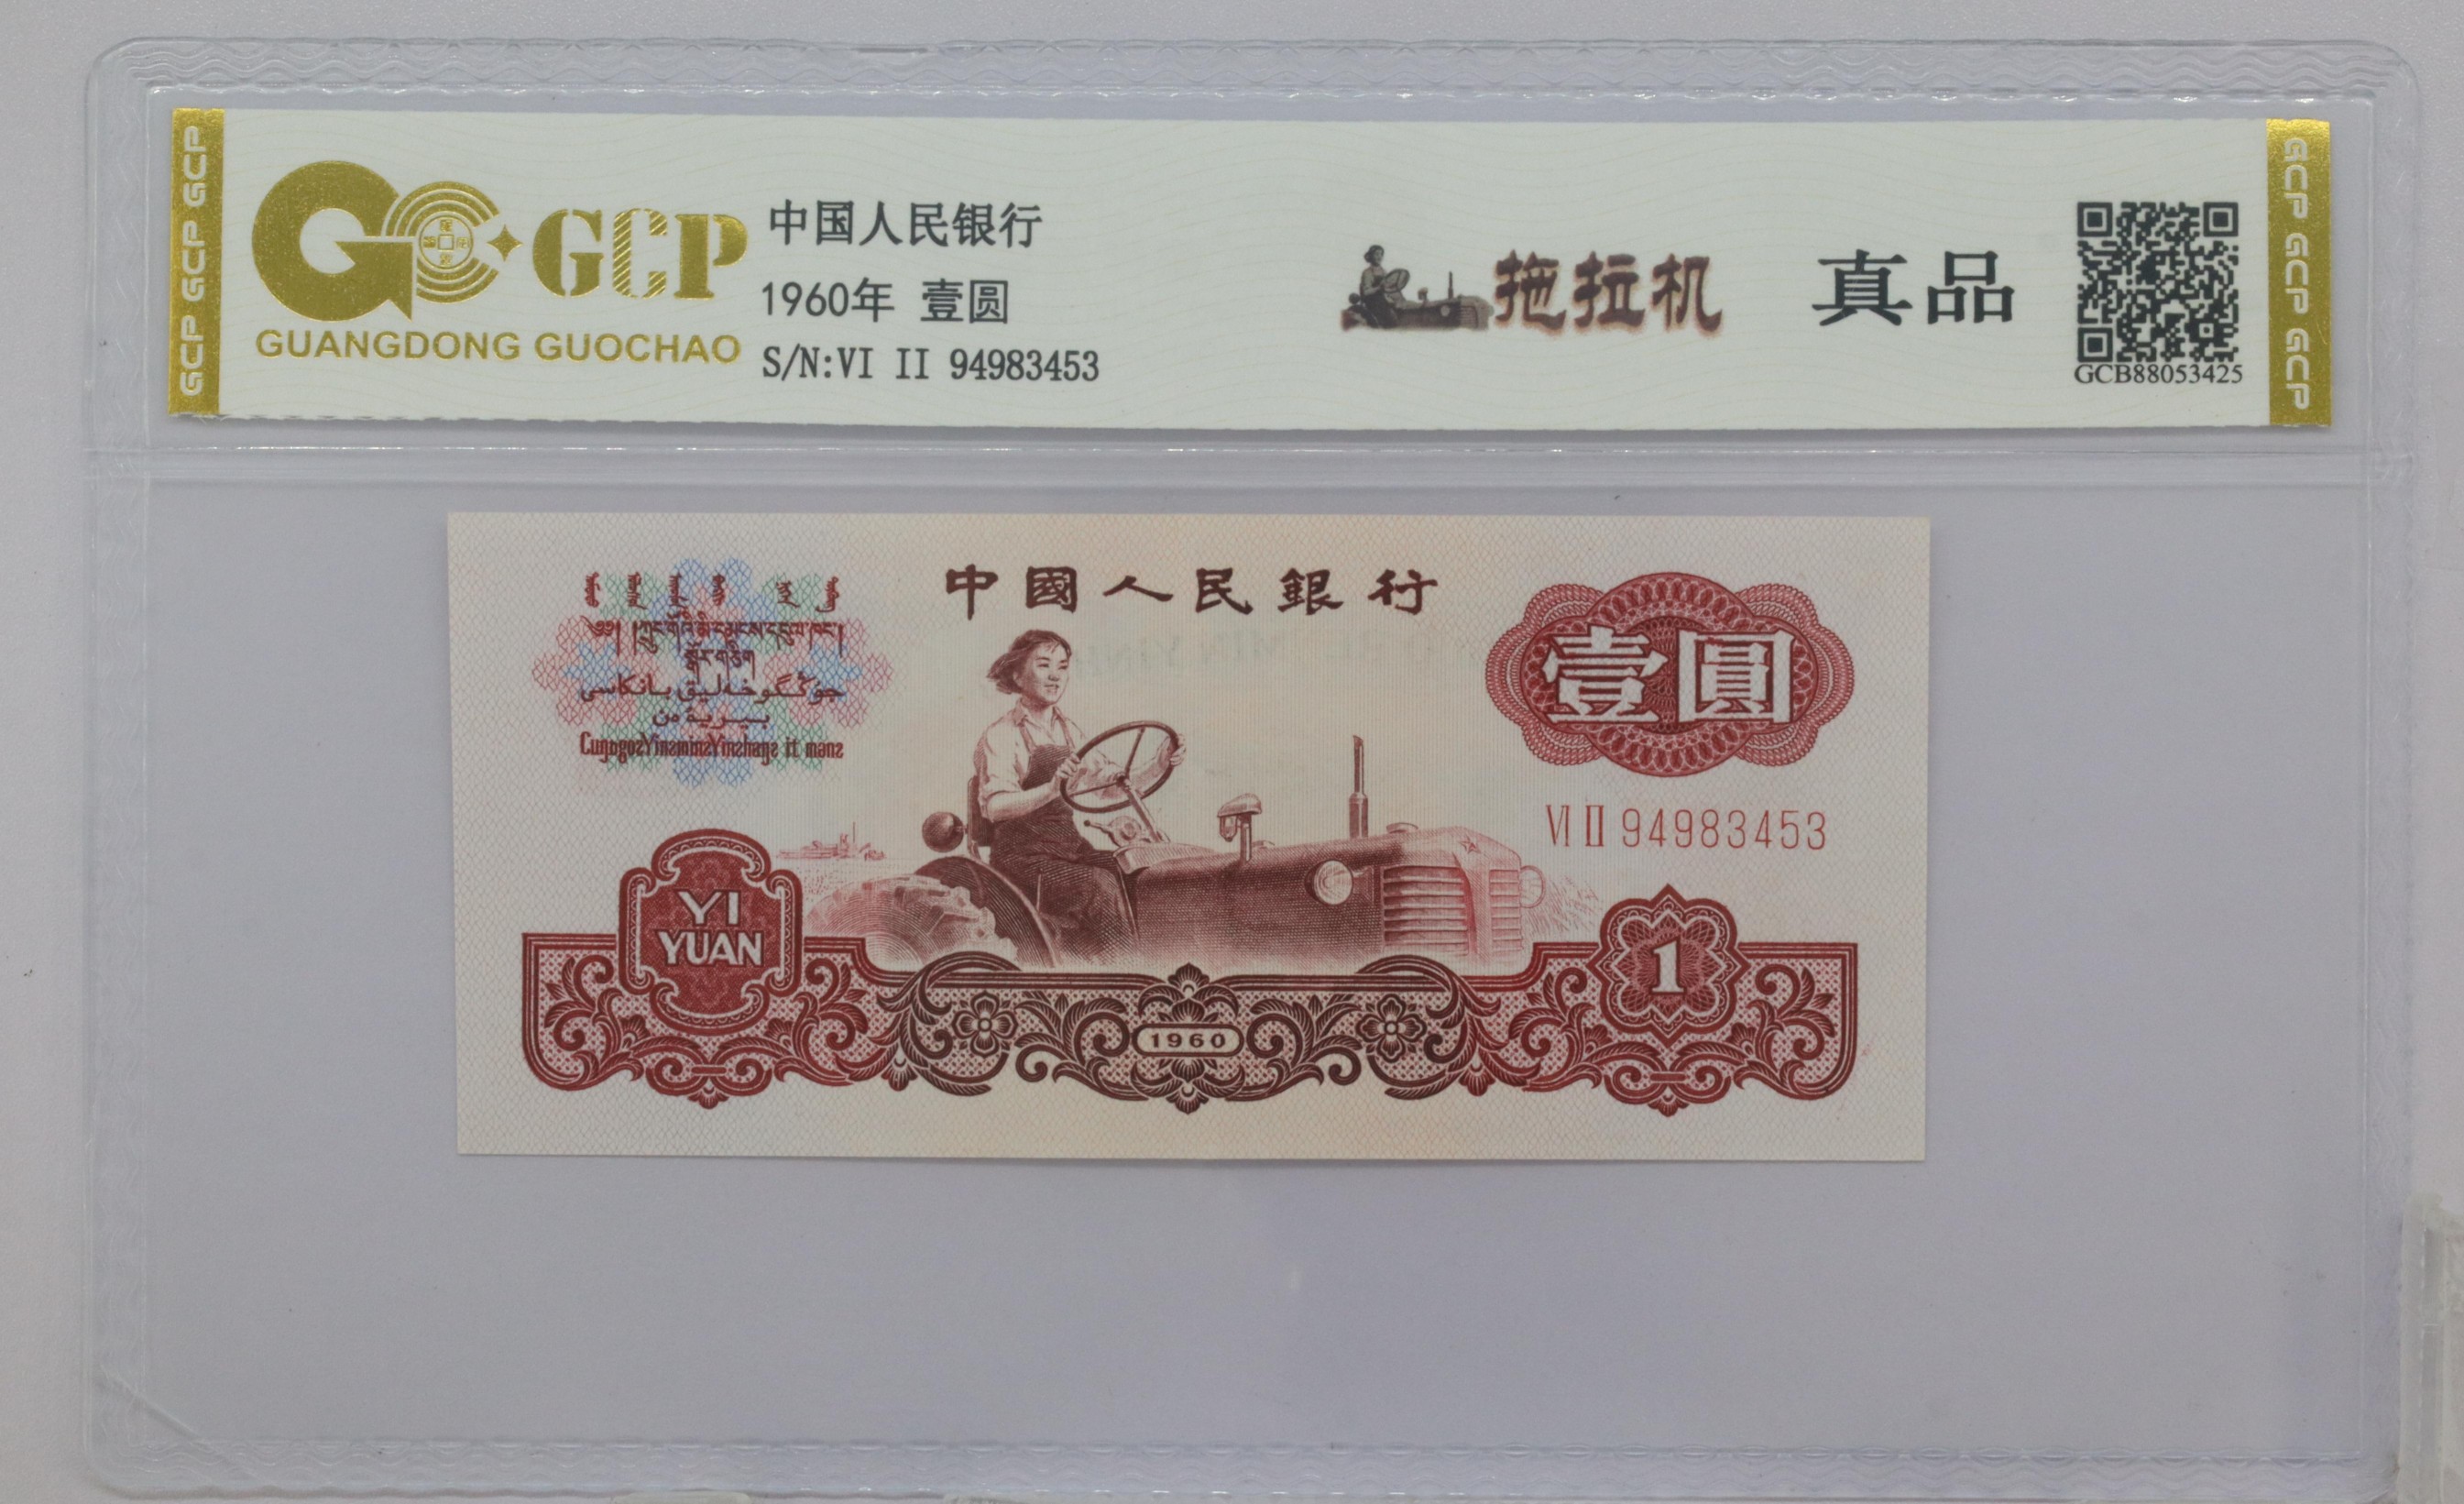 GCP GCP GCP
GCP
GUANGDONG GUOCHAO
中国人民银行
1960年 壹圆
S/N:VI II 94983453
拖拉机
真品
GCB88053425
GCP GCP GCP
中國人民銀行
壹圓
VI II 94983453
YI
YUAN
1
1960